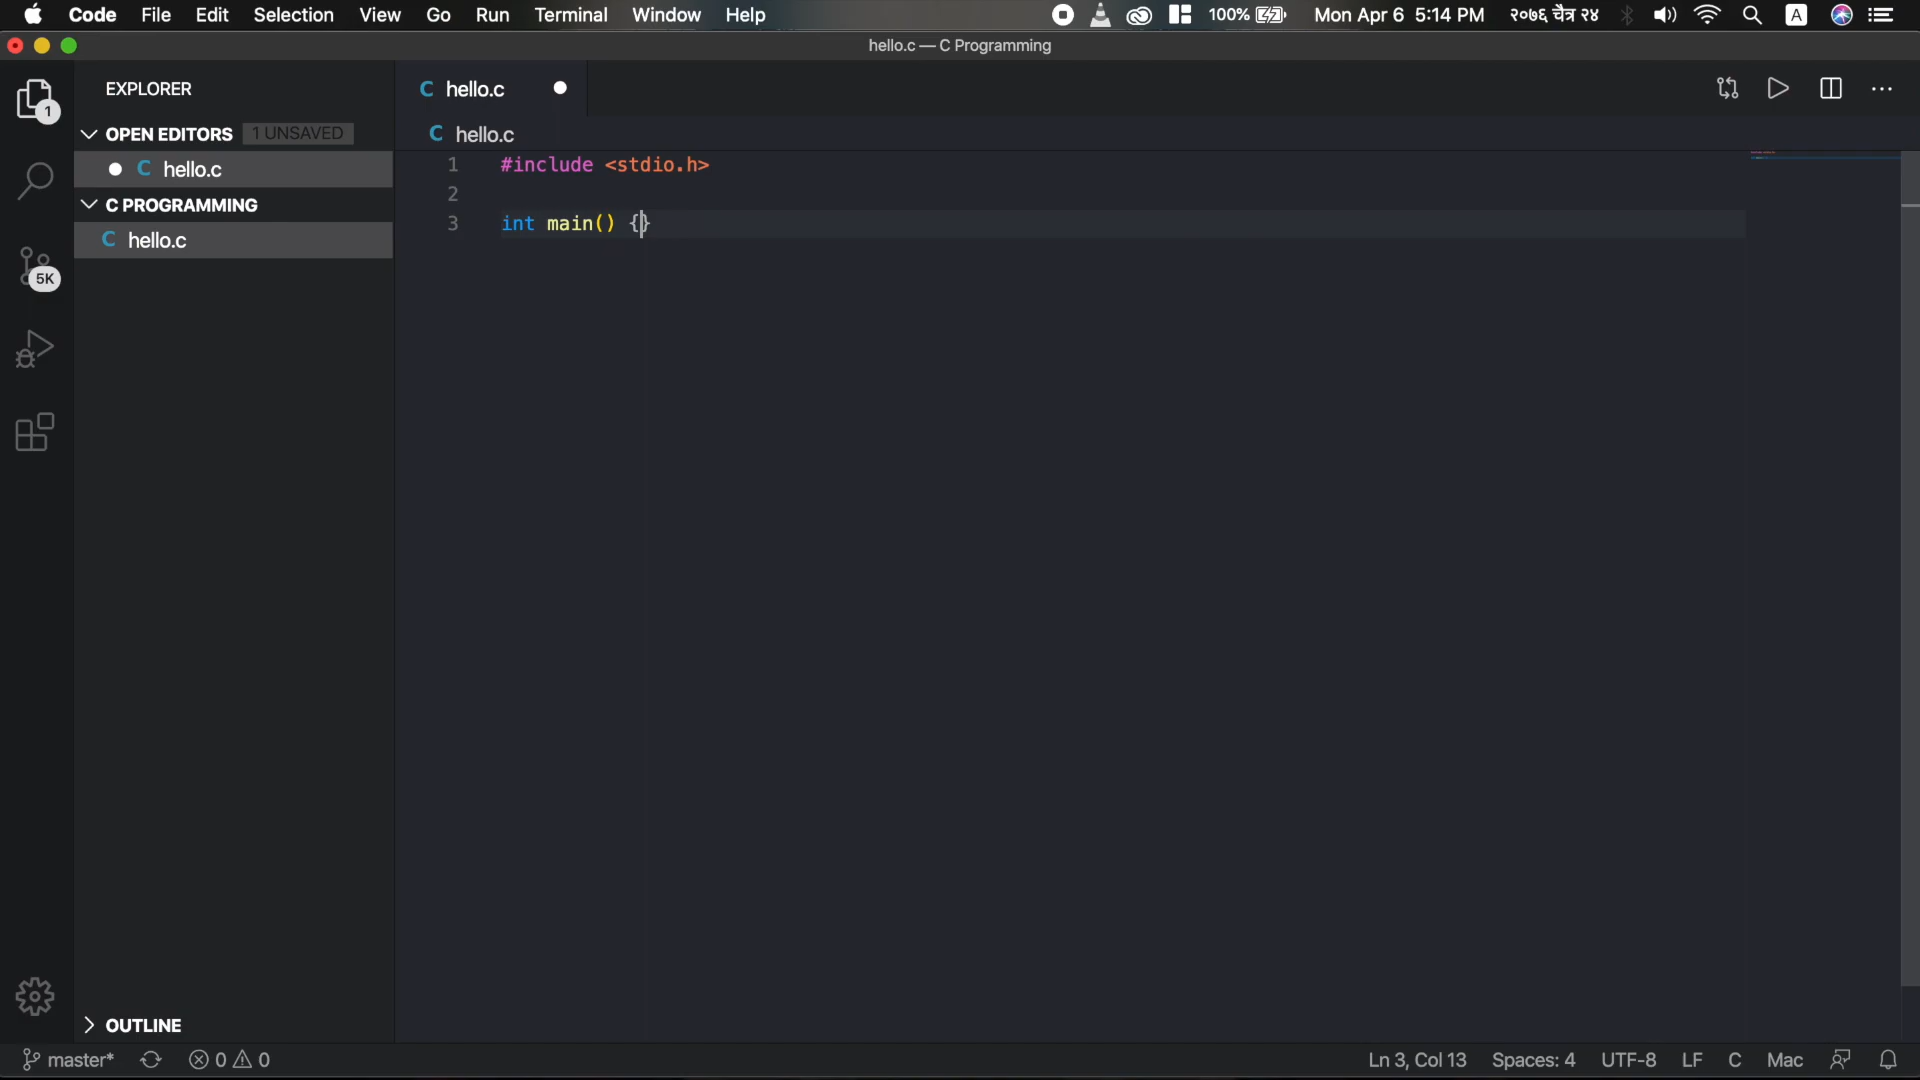 Code File Edit Selection View Go Run Terminal Window Help 100% Mon Apr 6 5:14 PM २०७६ चैत्र २४ A
hello.c — C Programming
EXPLORER
1
OPEN EDITORS 1 UNSAVED
C hello.c
C PROGRAMMING
C hello.c
5K
OUTLINE
C hello.c
C hello.c
1 #include <stdio.h>
2
3 int main() {}
master* 0 0 Ln 3, Col 13 Spaces: 4 UTF-8 LF C Mac